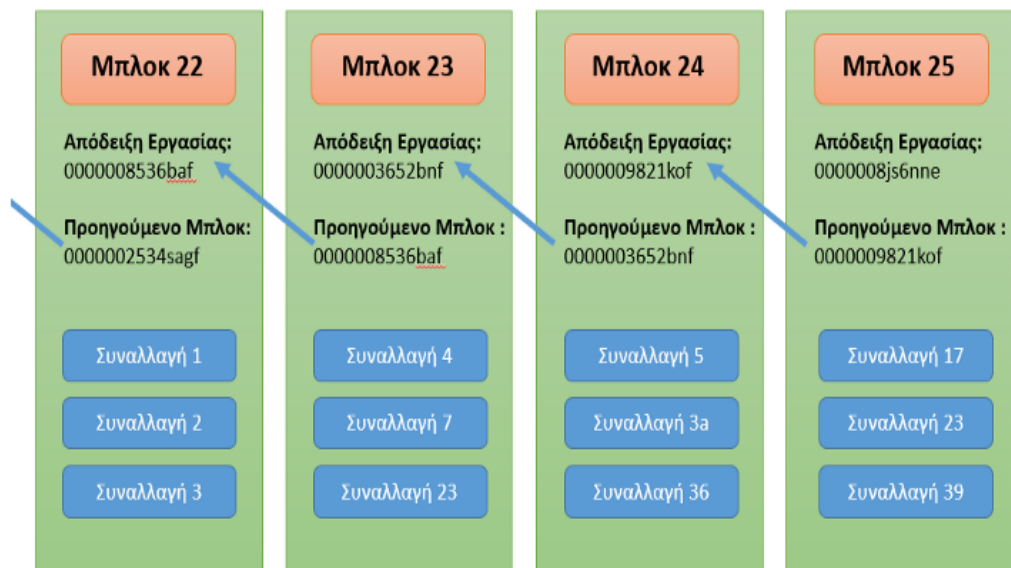 Μπλοκ 22
Απόδειξη Εργασίας:
0000008536baf
Προηγούμενο Μπλοκ:
0000002534sagf
Συναλλαγή 1
Συναλλαγή 2
Συναλλαγή 3
Μπλοκ 23
Απόδειξη Εργασίας:
0000003652bnf
Προηγούμενο Μπλοκ :
0000008536baf
Συναλλαγή 4
Συναλλαγή 7
Συναλλαγή 23
Μπλοκ 24
Απόδειξη Εργασίας:
0000009821kof
Προηγούμενο Μπλοκ :
0000003652bnf
Συναλλαγή 5
Συναλλαγή 3a
Συναλλαγή 36
Μπλοκ 25
Απόδειξη Εργασίας:
0000008js6nne
Προηγούμενο Μπλοκ :
0000009821kof
Συναλλαγή 17
Συναλλαγή 23
Συναλλαγή 39